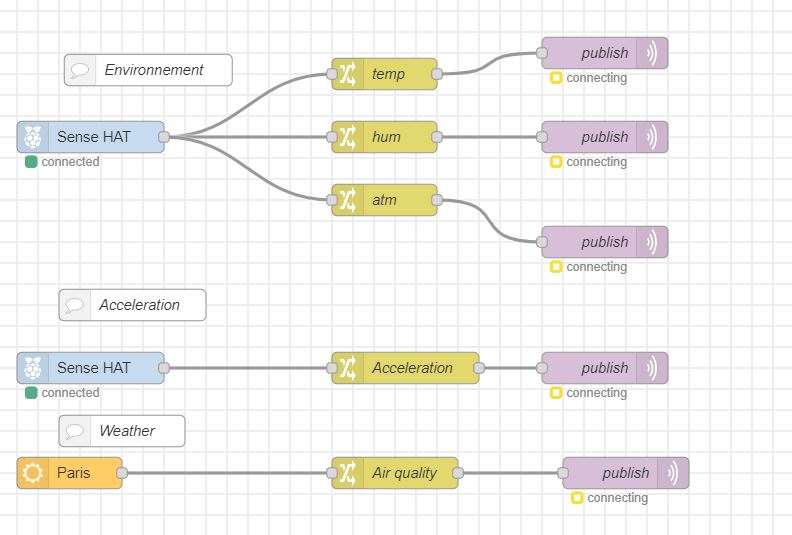 Environnement
Sense HAT
connected
temp
publish
connecting
hum
publish
connecting
atm
publish
connecting
Acceleration
Sense HAT
connected
Acceleration
publish
connecting
Weather
Paris
Air quality
publish
connecting